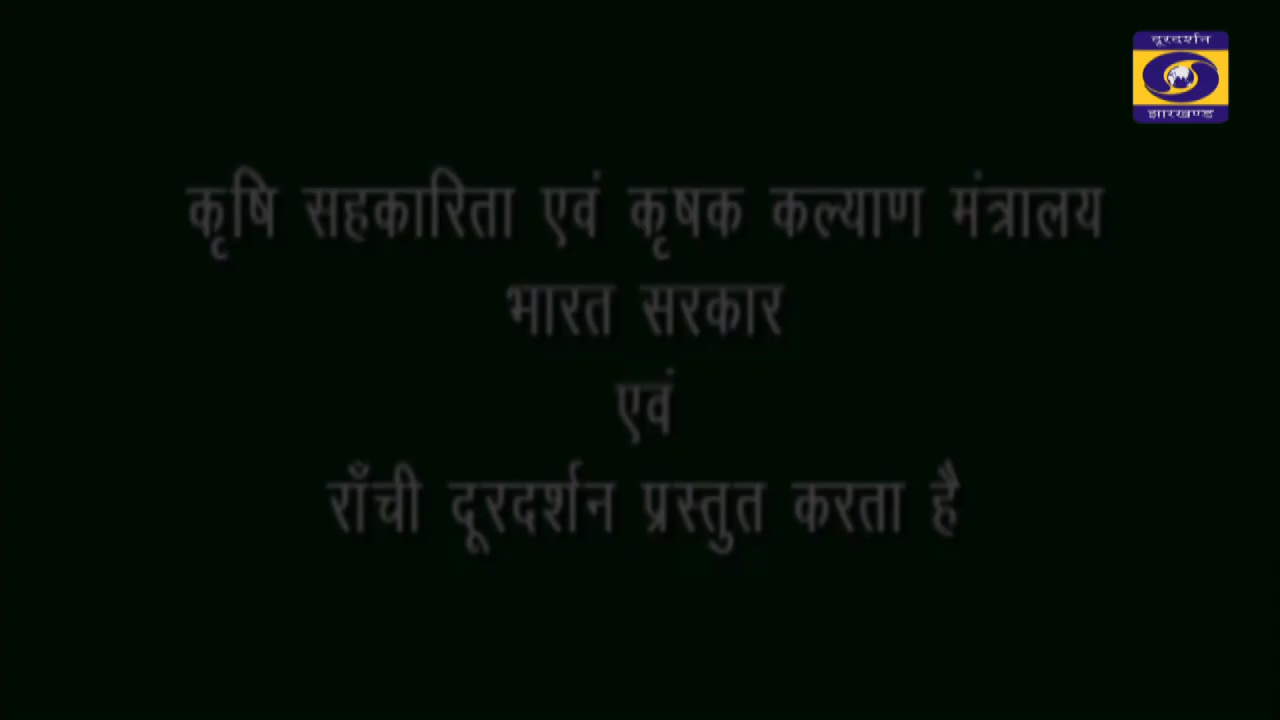 दूरदर्शन
झारखण्ड
कृषि सहकारिता एवं कृषक कल्याण मंत्रालय
भारत सरकार
एवं
राँची दूरदर्शन प्रस्तुत करता है